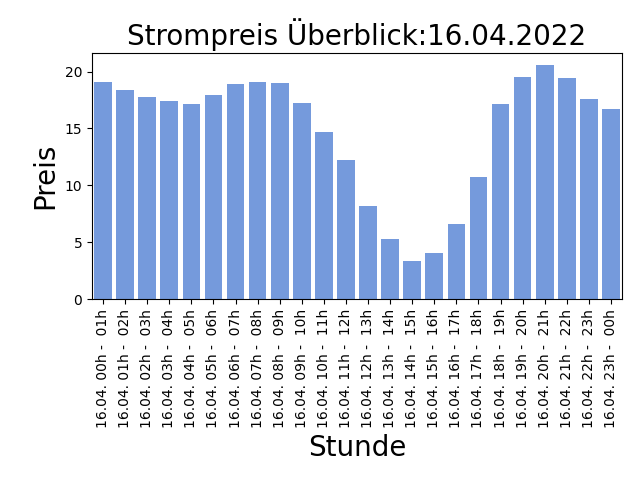 Strompreis Überblick:16.04.2022
Preis
20
15
10
5
0
16.04. 00h - 01h
16.04. 01h - 02h
16.04. 02h - 03h
16.04. 03h - 04h
16.04. 04h - 05h
16.04. 05h - 06h
16.04. 06h - 07h
16.04. 07h - 08h
16.04. 08h - 09h
16.04. 09h - 10h
16.04. 10h - 11h
16.04. 11h - 12h
16.04. 12h - 13h
16.04. 13h - 14h
16.04. 14h - 15h
16.04. 15h - 16h
16.04. 16h - 17h
16.04. 17h - 18h
16.04. 18h - 19h
16.04. 19h - 20h
16.04. 20h - 21h
16.04. 21h - 22h
16.04. 22h - 23h
16.04. 23h - 00h
Stunde